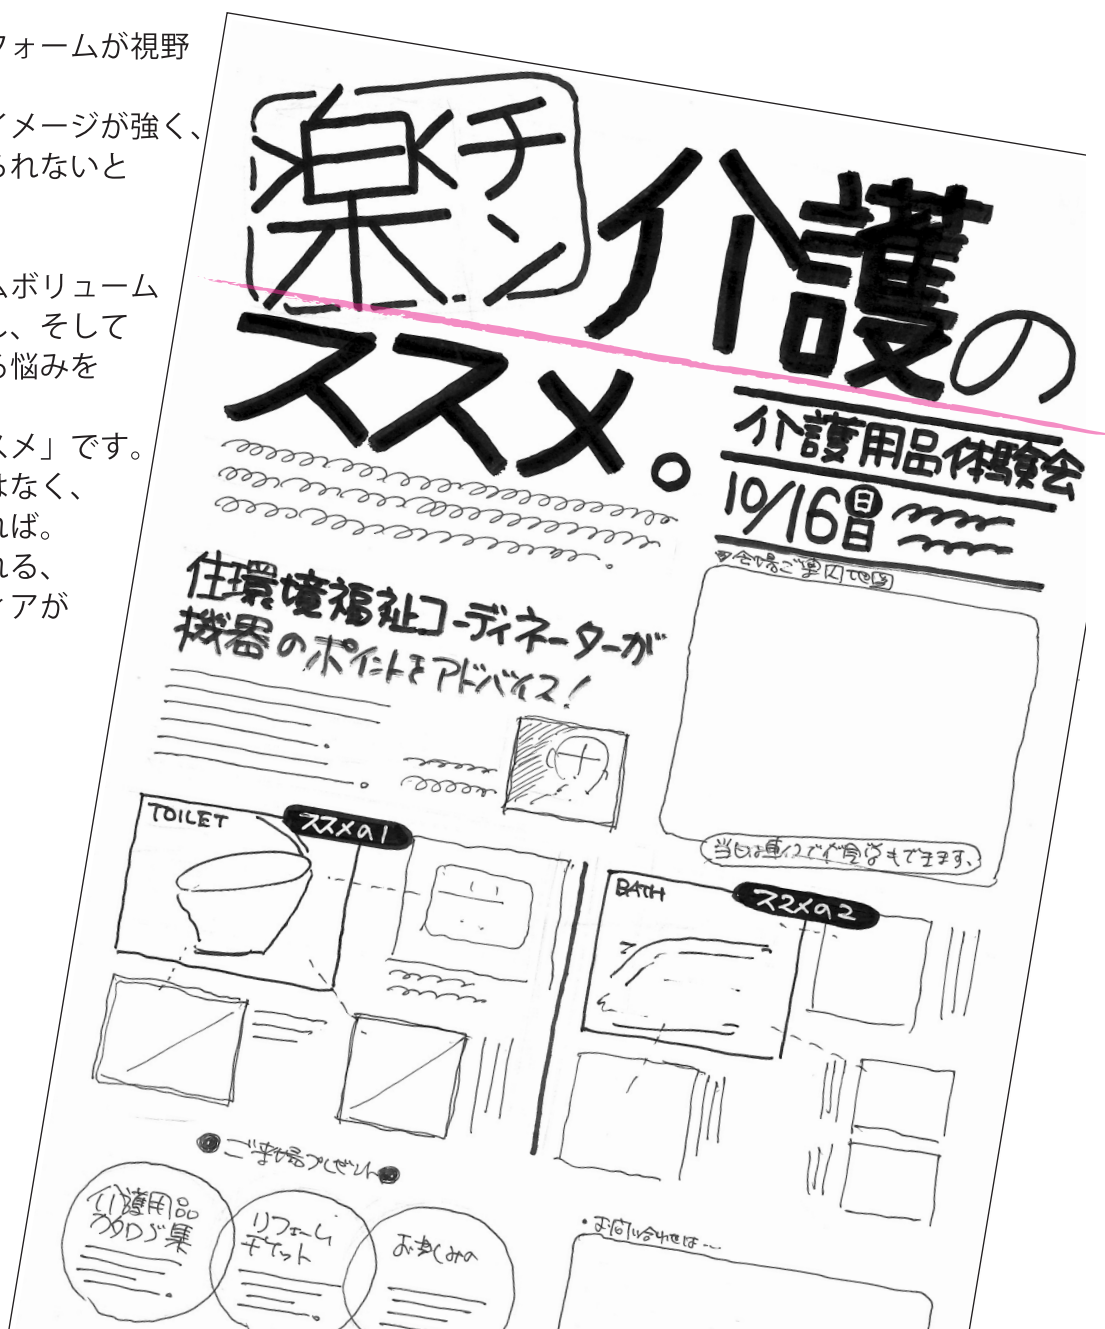 フォームが視野
イメージが強く、
られないと
ムボリューム
し、そして
る悩みを
スメ」です。
はなく、
れば。
れる、
ィアが
楽チン介護の
ススメ。
介護用品体験会
10/16㊐
▼会場ご案内地図
住環境福祉コーディネーターが
機器のポイントをアドバイス!
当日は車いすで
もできます。
TOILET
ススメの1
BATH
ススメの2
ご来場プレゼント
介護用品
カタログ集
リフォーム
チケット
お楽しみの
・お問い合わせは